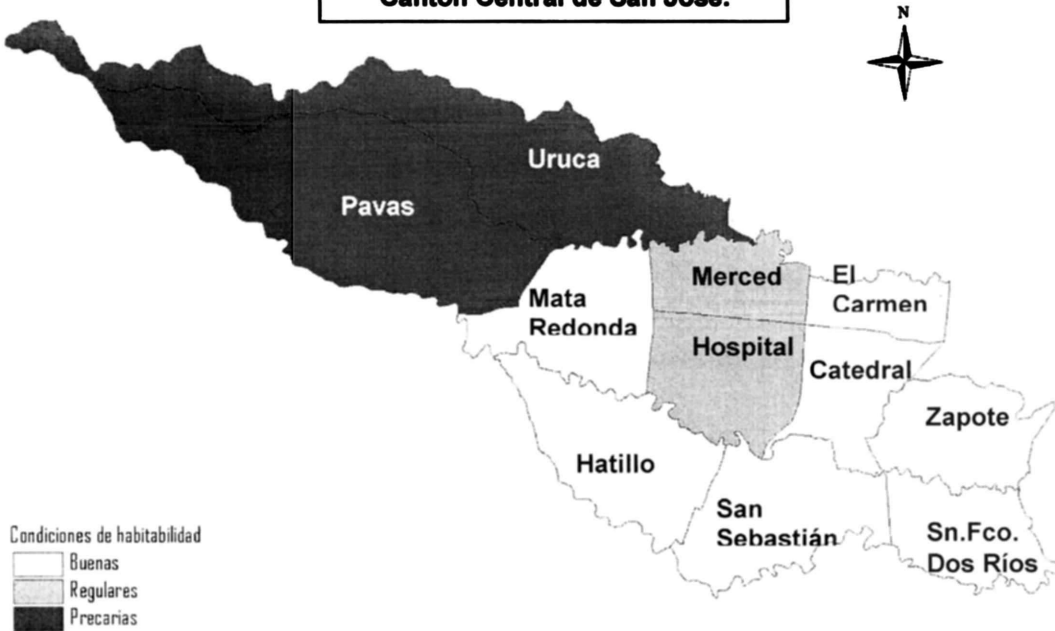 Cantón Central de San José.
N
Uruca
Pavas
Merced
El
Carmen
Mata
Redonda
Hospital
Catedral
Zapote
Hatillo
San
Sebastián
Sn.Fco.
Dos Ríos
Condiciones de habitabilidad
Buenas
Regulares
Precarias